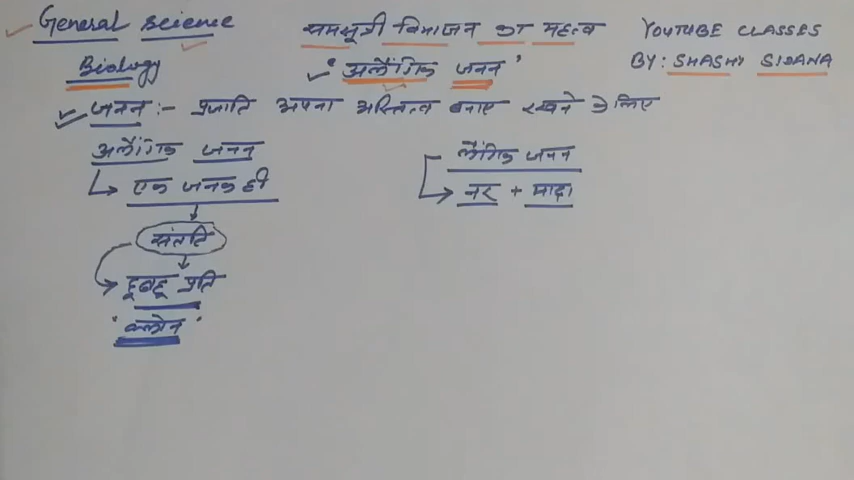 General science
समसूत्री विभाजन का महत्व
YOUTUBE CLASSES
BY: SHASHI SIDANA
Biology
' अलैंगिक जनन '
जनन :- प्रजाति अपना अस्तित्व बनाए रखने के लिए
अलैंगिक जनन
एक जनक ही
संतति
हूबहू प्रति
' क्लोन '
लैंगिक जनन
नर + मादा